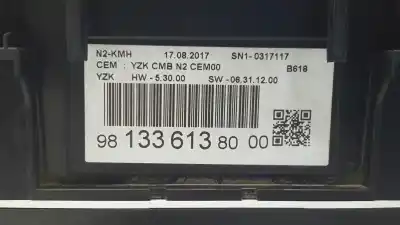 N2-KMH 17.08.2017 SN1-0317117
CEM : YZK CMB N2 CEM00 B618
YZK HW - 5.30.00 SW - 06.31.12.00
98 133 613 80 00